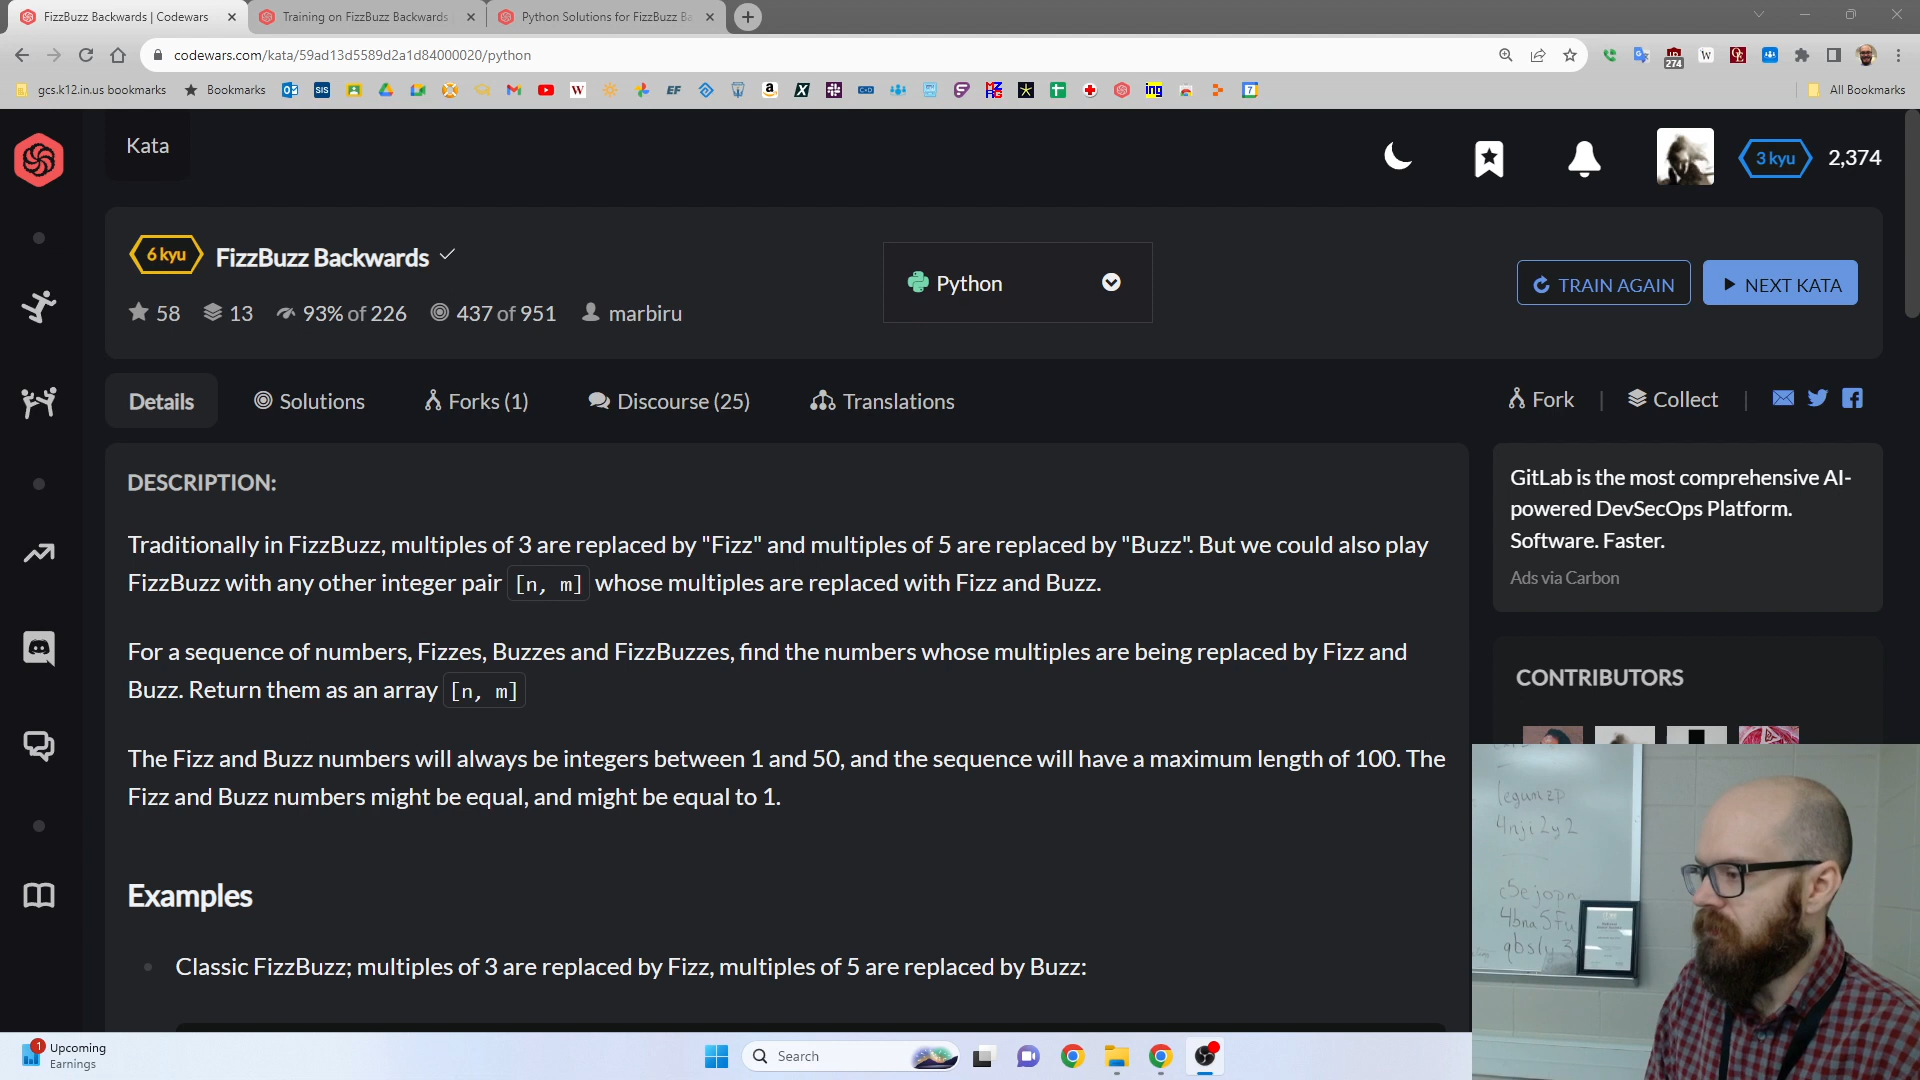 FizzBuzz Backwards | Codewars
Training on FizzBuzz Backwards
Python Solutions for FizzBuzz Ba
codewars.com/kata/59ad13d5589d2a1d84000020/python
274
gcs.k12.in.us bookmarks
Bookmarks
SIS
W
EF
7
All Bookmarks
Kata
3 kyu
2,374
6 kyu
FizzBuzz Backwards
Python
TRAIN AGAIN
NEXT KATA
58
13
93% of 226
437 of 951
marbiru
Details
Solutions
Forks (1)
Discourse (25)
Translations
Fork
Collect
DESCRIPTION:
Traditionally in FizzBuzz, multiples of 3 are replaced by "Fizz" and multiples of 5 are replaced by "Buzz". But we could also play
FizzBuzz with any other integer pair [n, m] whose multiples are replaced with Fizz and Buzz.
For a sequence of numbers, Fizzes, Buzzes and FizzBuzzes, find the numbers whose multiples are being replaced by Fizz and
Buzz. Return them as an array [n, m]
The Fizz and Buzz numbers will always be integers between 1 and 50, and the sequence will have a maximum length of 100. The
Fizz and Buzz numbers might be equal, and might be equal to 1.
Examples
Classic FizzBuzz; multiples of 3 are replaced by Fizz, multiples of 5 are replaced by Buzz:
GitLab is the most comprehensive AI-
powered DevSecOps Platform.
Software. Faster.
Ads via Carbon
CONTRIBUTORS
4nji2y2
1
Upcoming
Earnings
Search